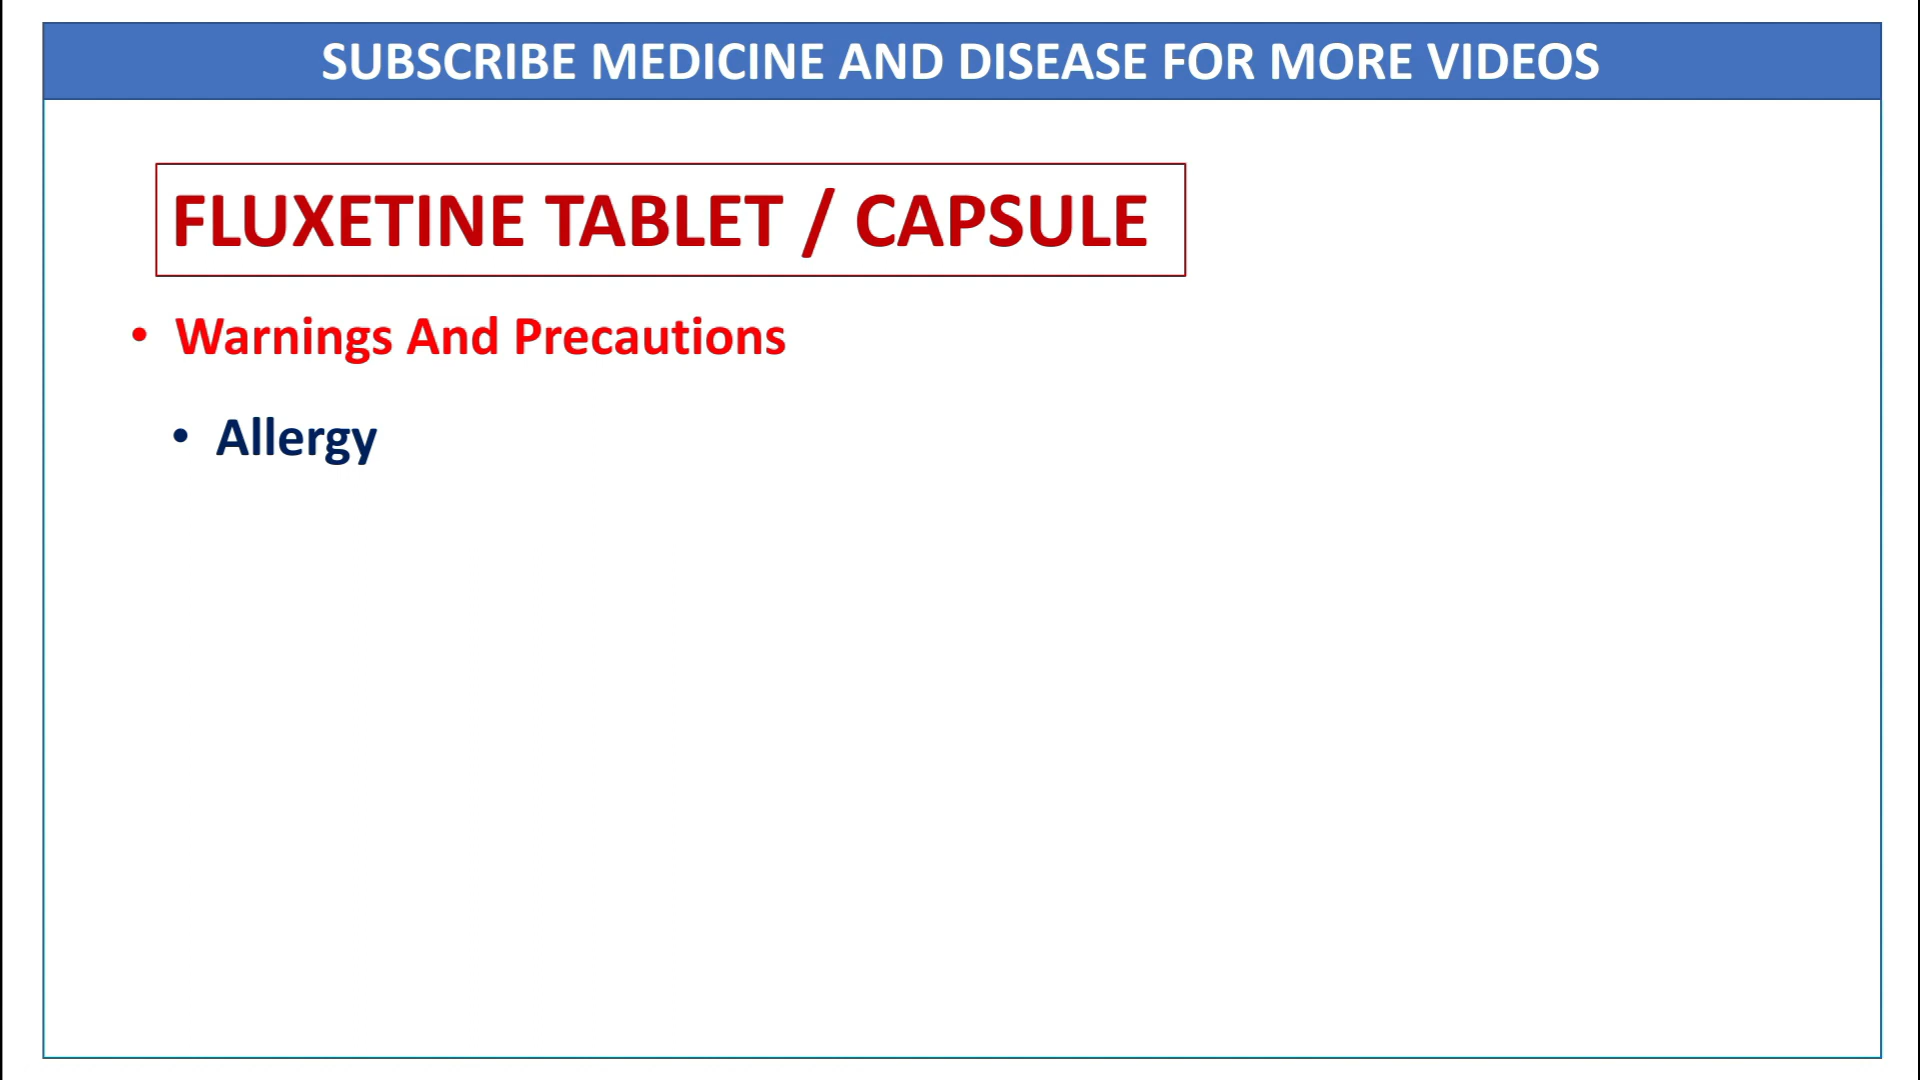 SUBSCRIBE MEDICINE AND DISEASE FOR MORE VIDEOS
FLUXETINE TABLET / CAPSULE
• Warnings And Precautions
• Allergy